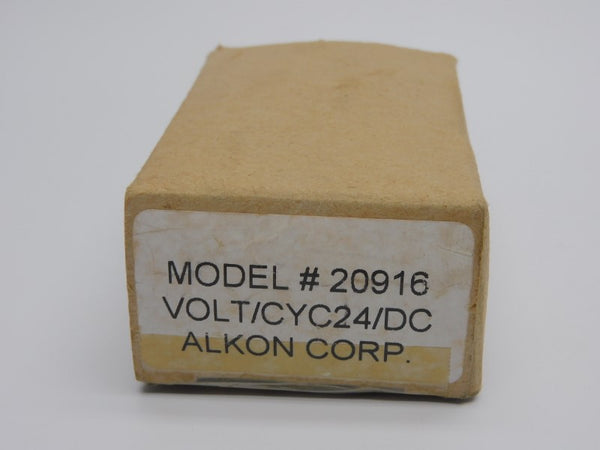 MODEL # 20916
VOLT/CYC24/DC
ALKON CORP.